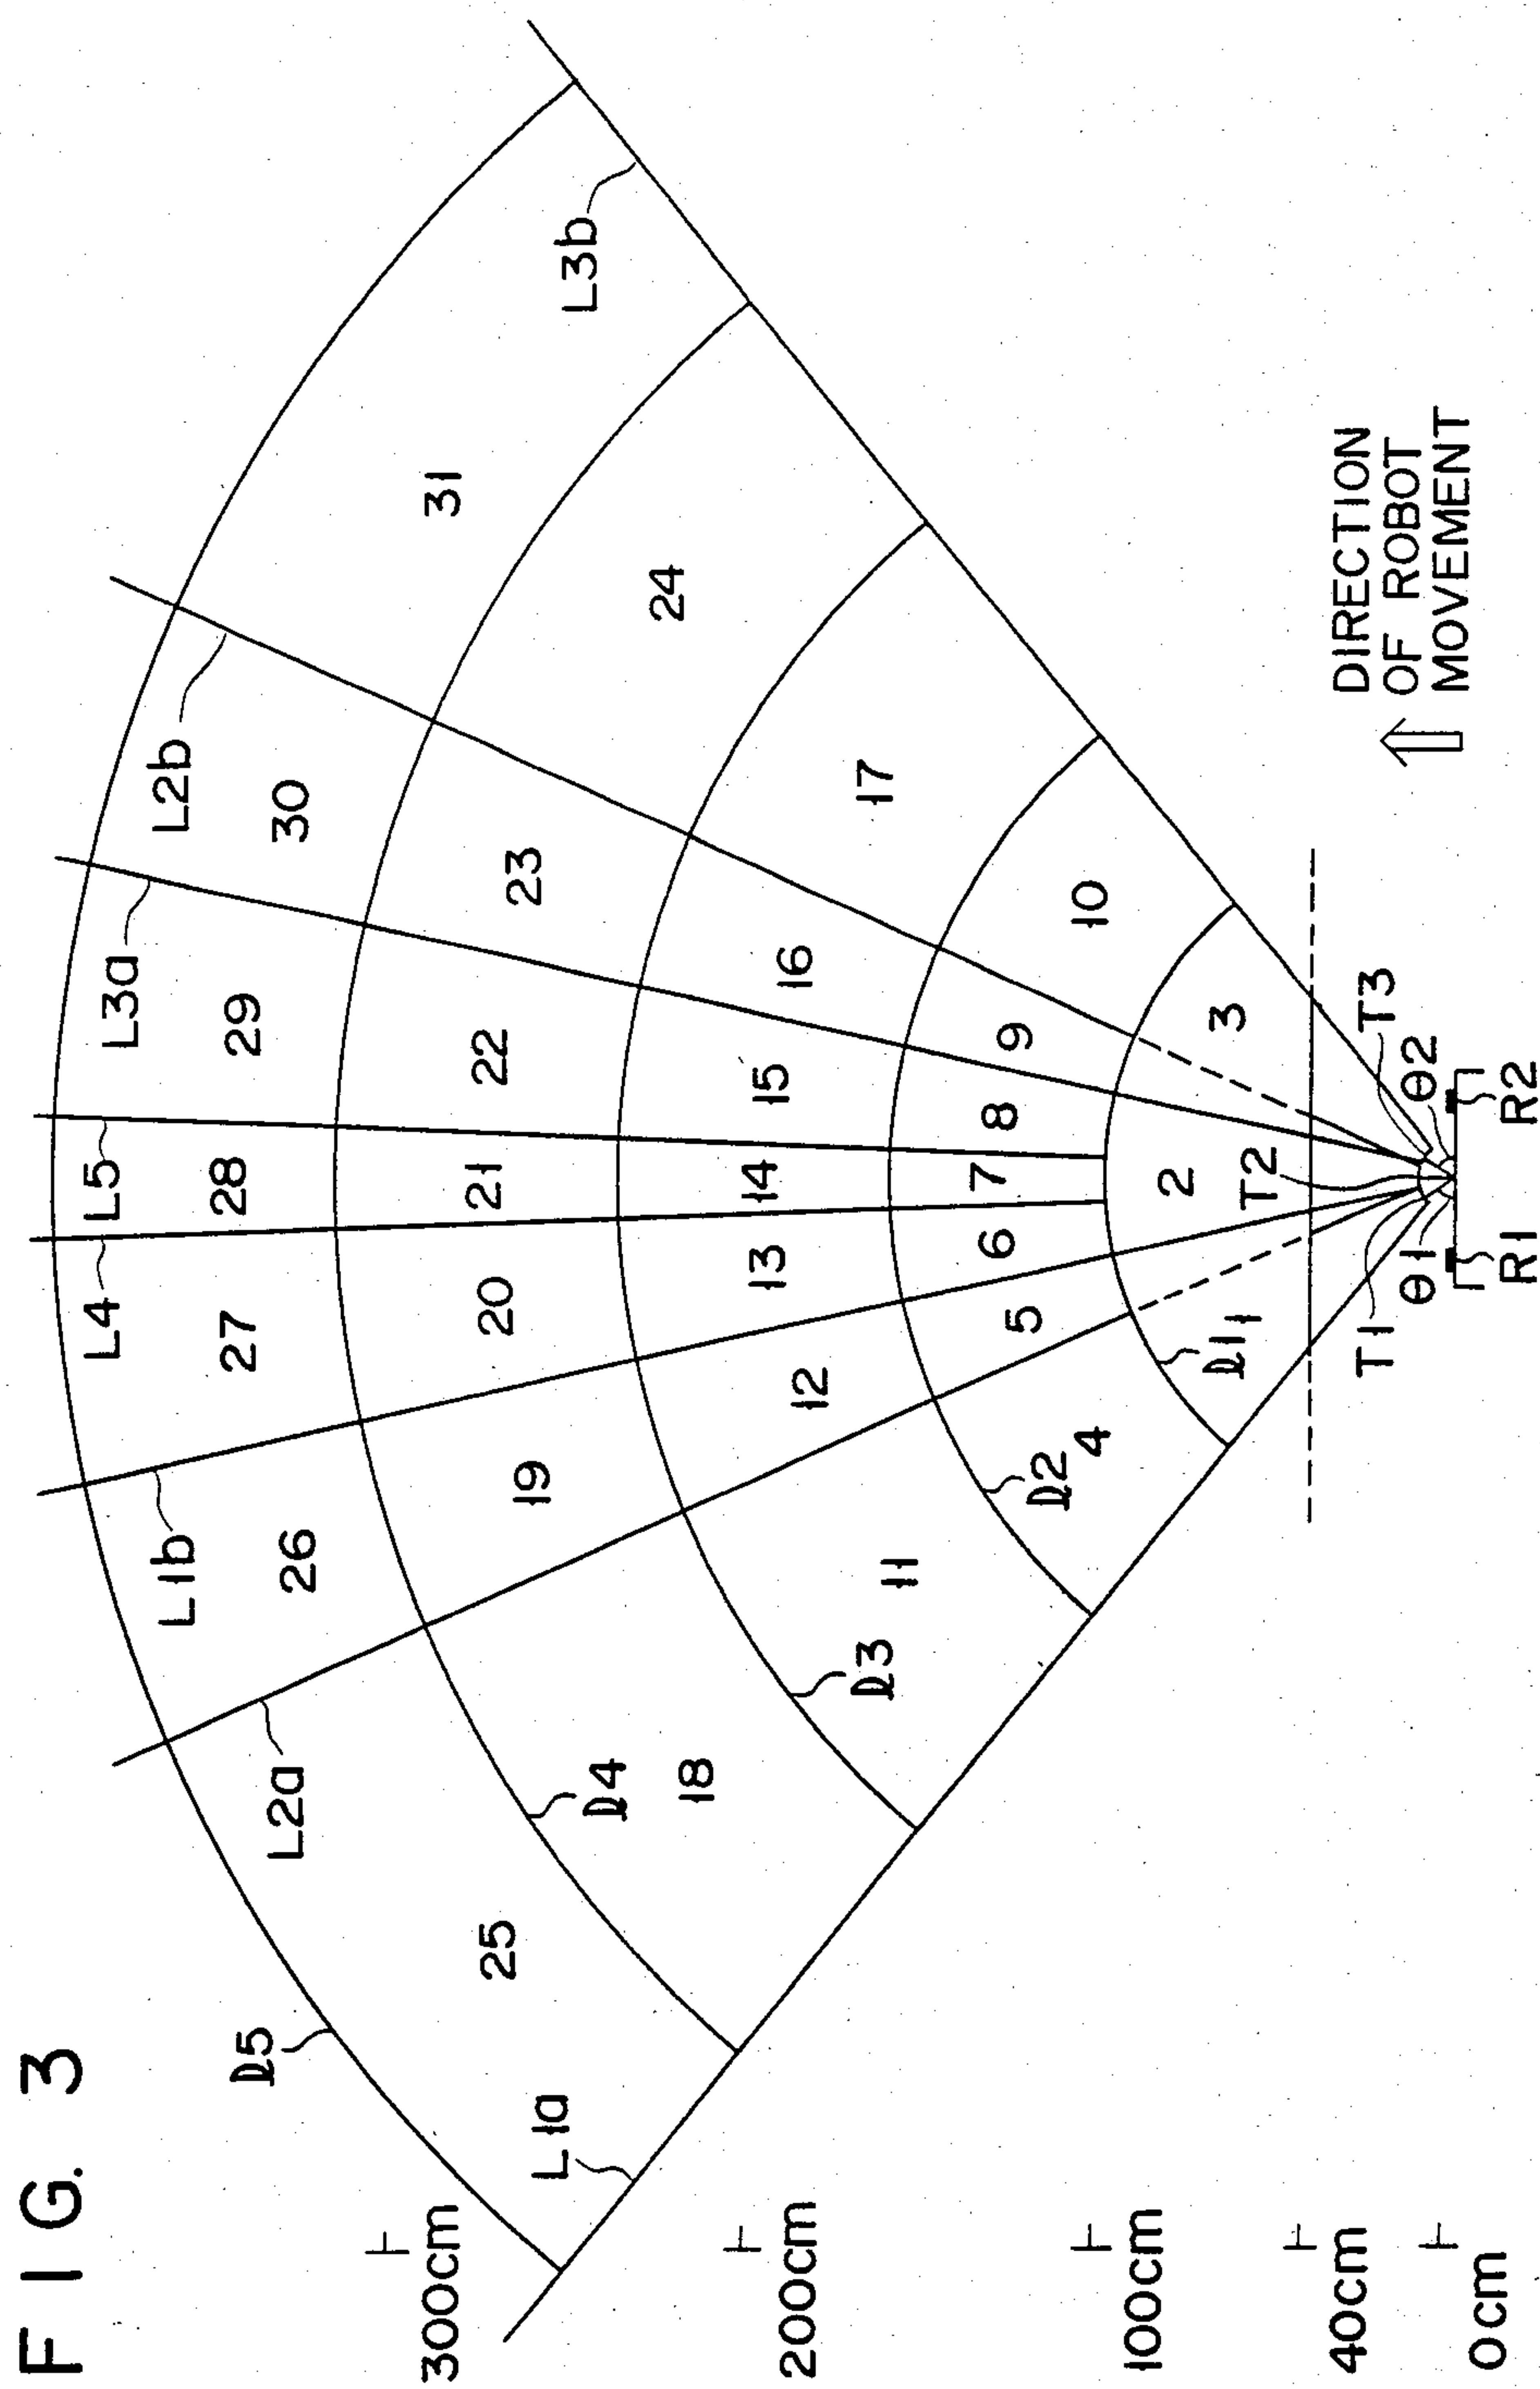 FIG. 3
L5
L4
L3a
L2b
L1b
L2a
L3b
L1a
D5
D4
D3
D2
D1
25
26
27
28
29
30
31
18
19
20
21
22
23
24
11
12
13
14
15
16
17
4
5
6
7
8
9
10
1
2
3
T1
T2
T3
θ1
θ2
R1
R2
300cm
200cm
100cm
40cm
0cm
DIRECTION
OF ROBOT
MOVEMENT